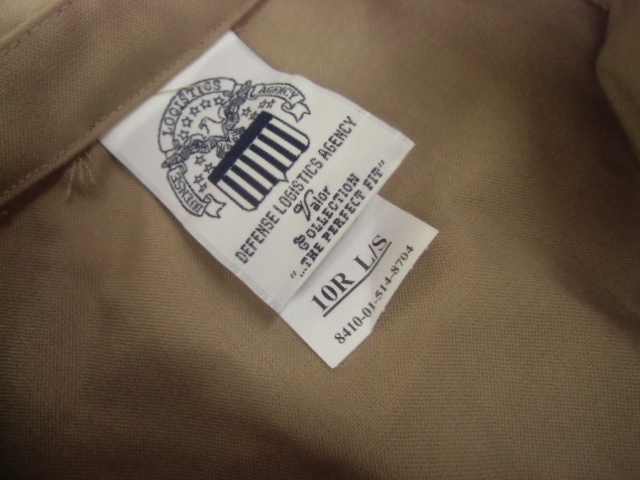 DEFENSE LOGISTICS AGENCY
DEFENSE LOGISTICS AGENCY
Valor
COLLECTION
"...THE PERFECT FIT"
10R L/S
8410-01-514-8704